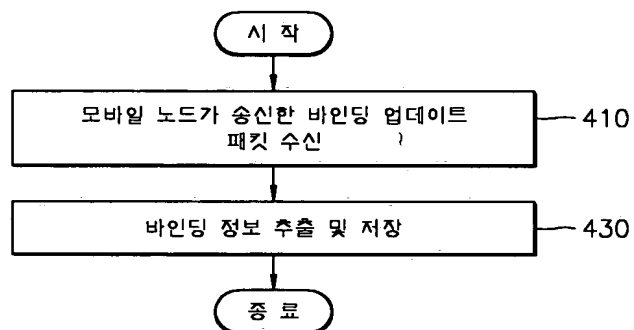 시 작
모바일 노드가 송신한 바인딩 업데이트
패킷 수신
410
바인딩 정보 추출 및 저장
430
종 료